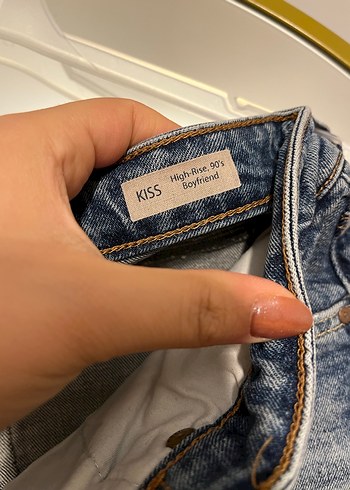 KISS
High-Rise, 90's
Boyfriend